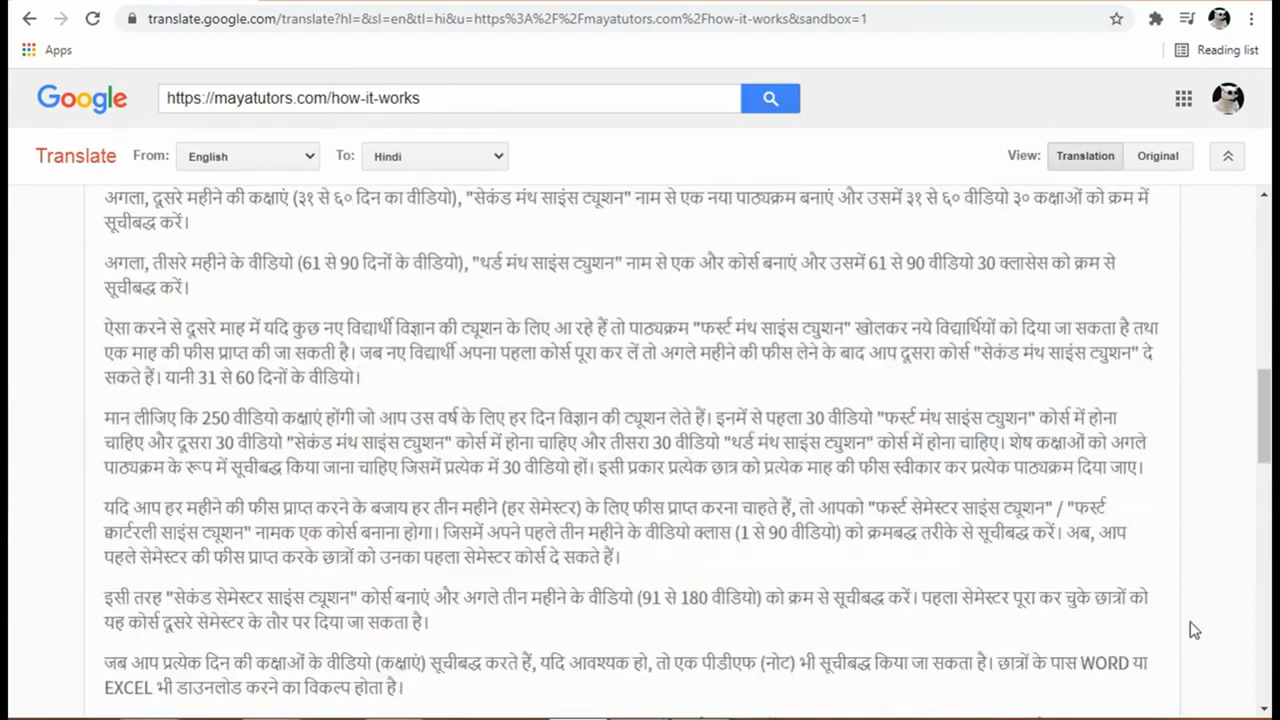 translate.google.com/translate?hl=&sl=en&tl=hi&u=https%3A%2F%2Fmayatutors.com%2Fhow-it-works&sandbox=1
Apps
Reading list
Google
https://mayatutors.com/how-it-works
Translate From: English To: Hindi View: Translation Original
अगला, दूसरे महीने की कक्षाएं (३१ से ६० दिन का वीडियो), "सेकंड मंथ साइंस ट्यूशन" नाम से एक नया पाठ्यक्रम बनाएं और उसमें ३१ से ६० वीडियो ३० कक्षाओं को क्रम में
सूचीबद्ध करें।
अगला, तीसरे महीने के वीडियो (61 से 90 दिनों के वीडियो), "थर्ड मंथ साइंस ट्युशन" नाम से एक और कोर्स बनाएं और उसमें 61 से 90 वीडियो 30 क्लासेस को क्रम से
सूचीबद्ध करें।
ऐसा करने से दूसरे माह में यदि कुछ नए विद्यार्थी विज्ञान की ट्यूशन के लिए आ रहे हैं तो पाठ्यक्रम "फर्स्ट मंथ साइंस ट्युशन" खोलकर नये विद्यार्थियों को दिया जा सकता है तथा
एक माह की फीस प्राप्त की जा सकती है। जब नए विद्यार्थी अपना पहला कोर्स पूरा कर लें तो अगले महीने की फीस लेने के बाद आप दूसरा कोर्स "सेकंड मंथ साइंस ट्युशन" दे
सकते हैं। यानी 31 से 60 दिनों के वीडियो।
मान लीजिए कि 250 वीडियो कक्षाएं होंगी जो आप उस वर्ष के लिए हर दिन विज्ञान की ट्यूशन लेते हैं। इनमें से पहला 30 वीडियो "फर्स्ट मंथ साइंस ट्युशन" कोर्स में होना
चाहिए और दूसरा 30 वीडियो "सेकंड मंथ साइंस ट्युशन" कोर्स में होना चाहिए और तीसरा 30 वीडियो "थर्ड मंथ साइंस ट्युशन" कोर्स में होना चाहिए। शेष कक्षाओं को अगले
पाठ्यक्रम के रूप में सूचीबद्ध किया जाना चाहिए जिसमें प्रत्येक में 30 वीडियो हों। इसी प्रकार प्रत्येक छात्र को प्रत्येक माह की फीस स्वीकार कर प्रत्येक पाठ्यक्रम दिया जाए।
यदि आप हर महीने की फीस प्राप्त करने के बजाय हर तीन महीने (हर सेमेस्टर) के लिए फीस प्राप्त करना चाहते हैं, तो आपको "फर्स्ट सेमेस्टर साइंस ट्यूशन" / "फर्स्ट
क्वार्टरली साइंस ट्यूशन" नामक एक कोर्स बनाना होगा। जिसमें अपने पहले तीन महीने के वीडियो क्लास (1 से 90 वीडियो) को क्रमबद्ध तरीके से सूचीबद्ध करें। अब, आप
पहले सेमेस्टर की फीस प्राप्त करके छात्रों को उनका पहला सेमेस्टर कोर्स दे सकते हैं।
इसी तरह "सेकंड सेमेस्टर साइंस ट्यूशन" कोर्स बनाएं और अगले तीन महीने के वीडियो (91 से 180 वीडियो) को क्रम से सूचीबद्ध करें। पहला सेमेस्टर पूरा कर चुके छात्रों को
यह कोर्स दूसरे सेमेस्टर के तौर पर दिया जा सकता है।
जब आप प्रत्येक दिन की कक्षाओं के वीडियो (कक्षाएं) सूचीबद्ध करते हैं, यदि आवश्यक हो, तो एक पीडीएफ (नोट) भी सूचीबद्ध किया जा सकता है। छात्रों के पास WORD या
EXCEL भी डाउनलोड करने का विकल्प होता है।